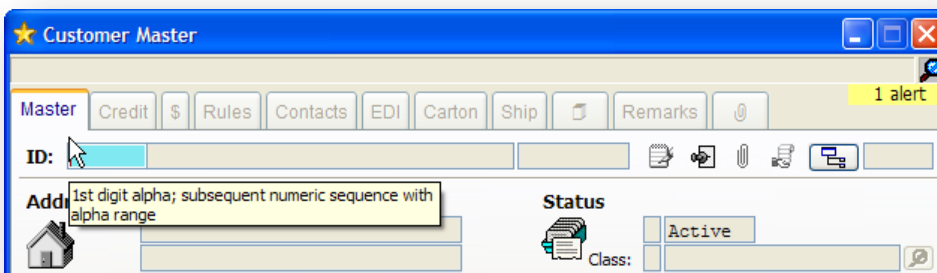 Customer Master
1 alert
Master Credit $ Rules Contacts EDI Carton Ship Remarks
ID:
1st digit alpha; subsequent numeric sequence with
alpha range
Addr
Status
Active
Class: